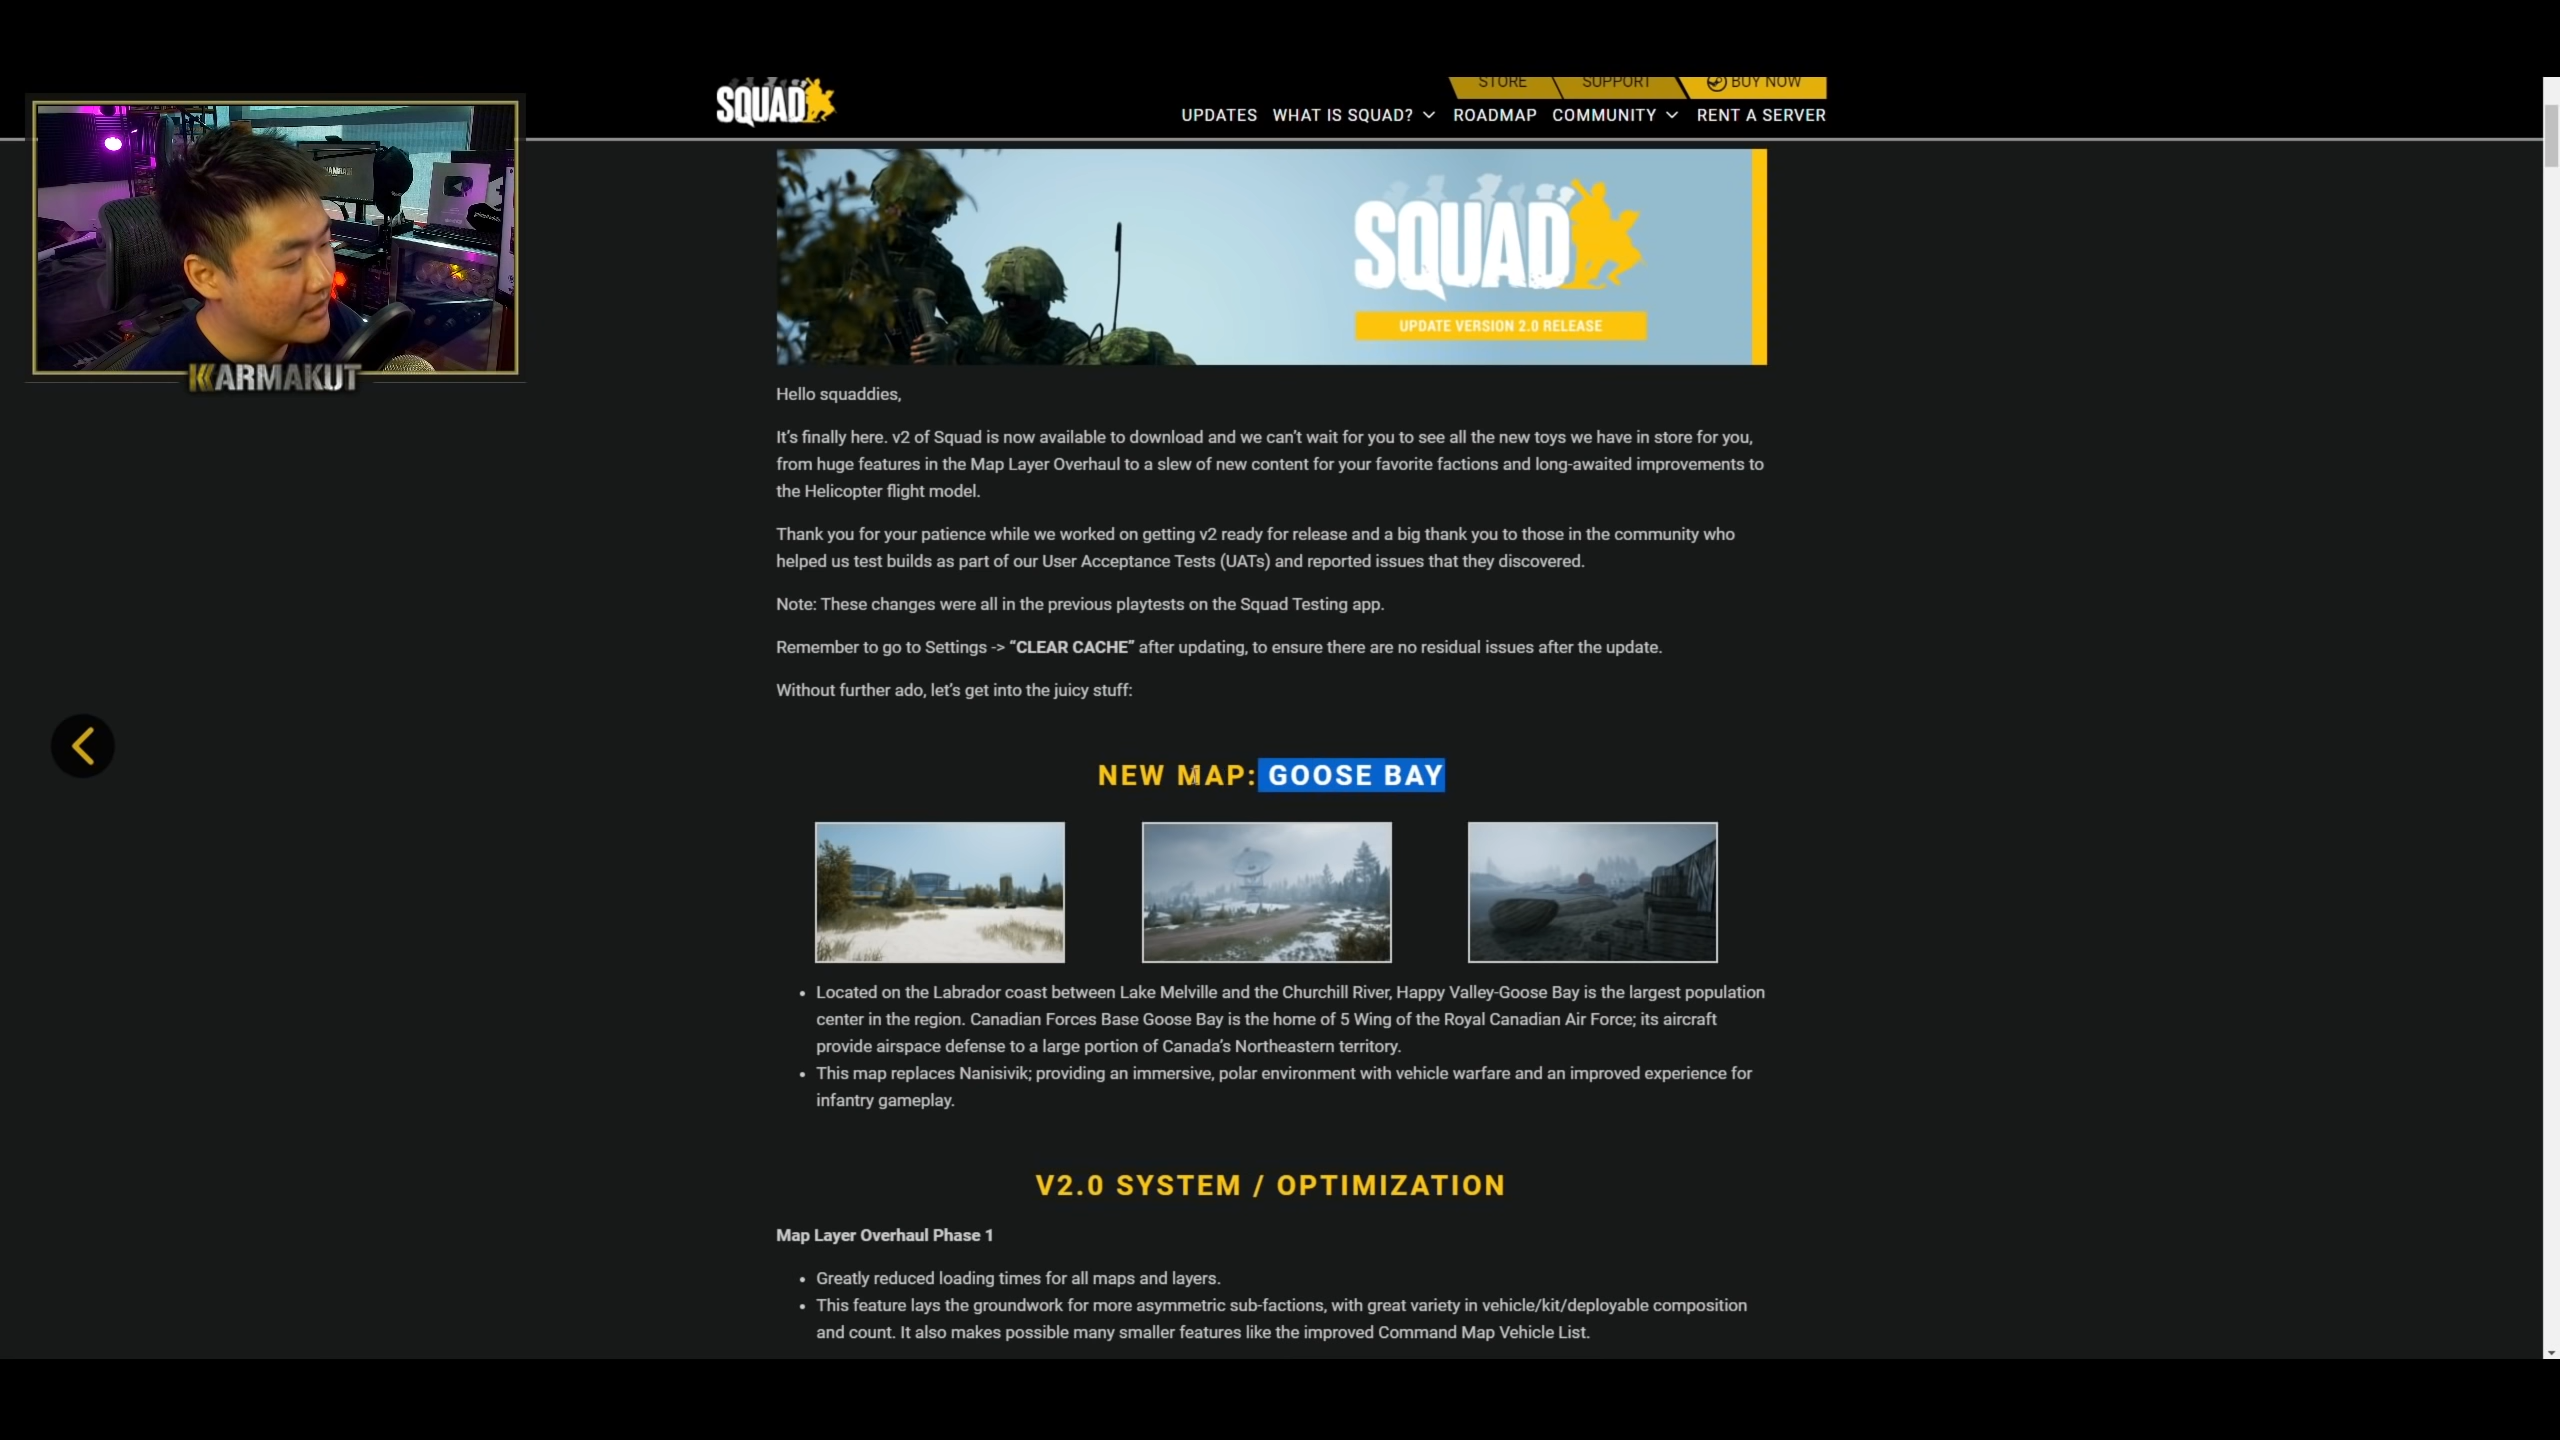 STORE SUPPORT BUY NOW
SQUAD
UPDATES WHAT IS SQUAD? ROADMAP COMMUNITY RENT A SERVER
KARMAKUT
SQUAD
UPDATE VERSION 2.0 RELEASE
Hello squaddies,
It’s finally here. v2 of Squad is now available to download and we can’t wait for you to see all the new toys we have in store for you,
from huge features in the Map Layer Overhaul to a slew of new content for your favorite factions and long-awaited improvements to
the Helicopter flight model.
Thank you for your patience while we worked on getting v2 ready for release and a big thank you to those in the community who
helped us test builds as part of our User Acceptance Tests (UATs) and reported issues that they discovered.
Note: These changes were all in the previous playtests on the Squad Testing app.
Remember to go to Settings -> “CLEAR CACHE” after updating, to ensure there are no residual issues after the update.
Without further ado, let’s get into the juicy stuff:
NEW MAP: GOOSE BAY
• Located on the Labrador coast between Lake Melville and the Churchill River, Happy Valley-Goose Bay is the largest population
center in the region. Canadian Forces Base Goose Bay is the home of 5 Wing of the Royal Canadian Air Force; its aircraft
provide airspace defense to a large portion of Canada’s Northeastern territory.
• This map replaces Nanisivik; providing an immersive, polar environment with vehicle warfare and an improved experience for
infantry gameplay.
V2.0 SYSTEM / OPTIMIZATION
Map Layer Overhaul Phase 1
• Greatly reduced loading times for all maps and layers.
• This feature lays the groundwork for more asymmetric sub-factions, with great variety in vehicle/kit/deployable composition
and count. It also makes possible many smaller features like the improved Command Map Vehicle List.